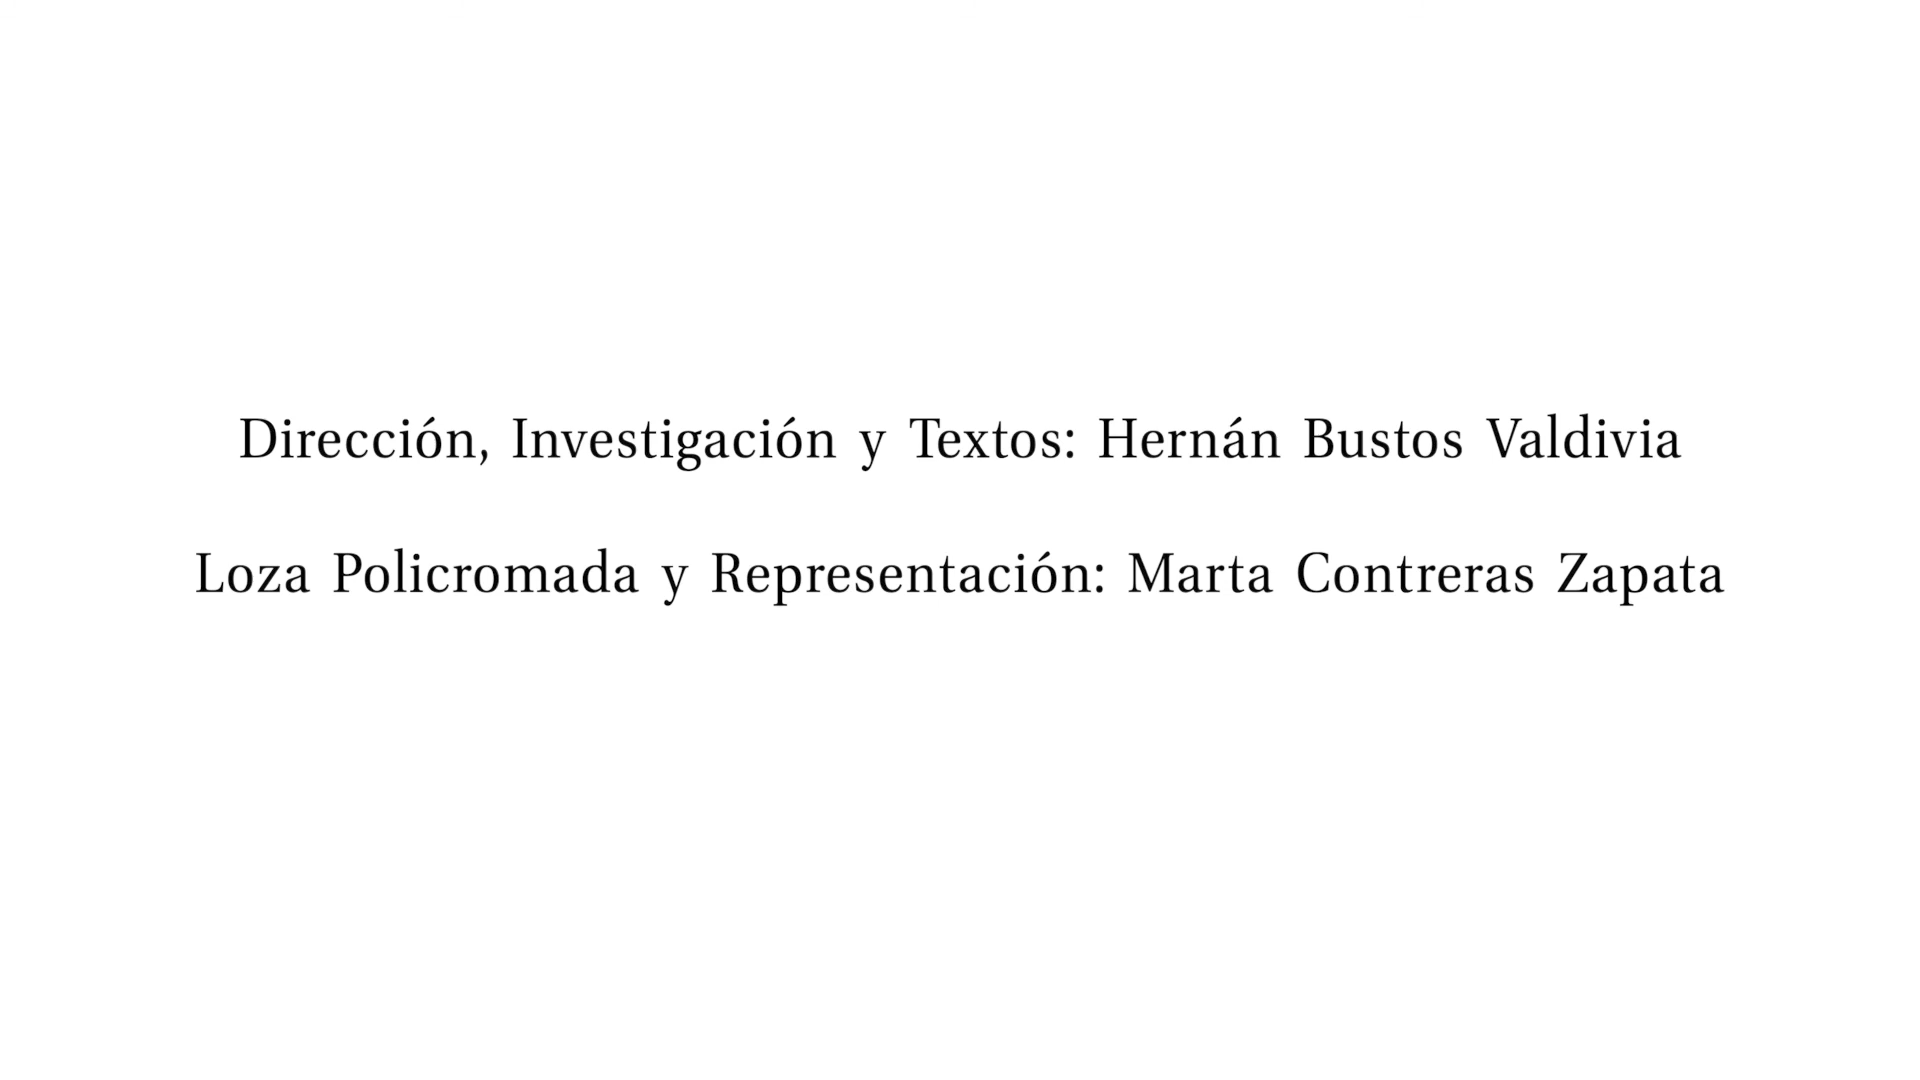 Dirección, Investigación y Textos: Hernán Bustos Valdivia
Loza Policromada y Representación: Marta Contreras Zapata